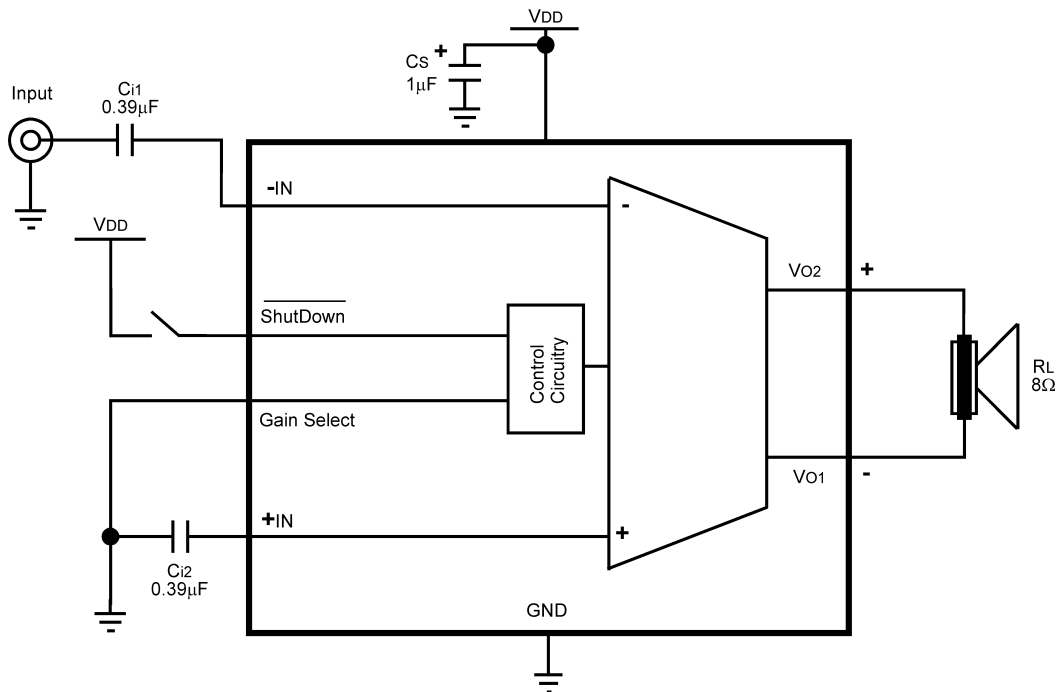 VDD
CS +
1μF
Input
Ci1
0.39μF
-IN
-
VDD
VO2 +
ShutDown
Control
Circuitry
RL
8Ω
Gain Select
VO1 -
+IN
+
Ci2
0.39μF
GND